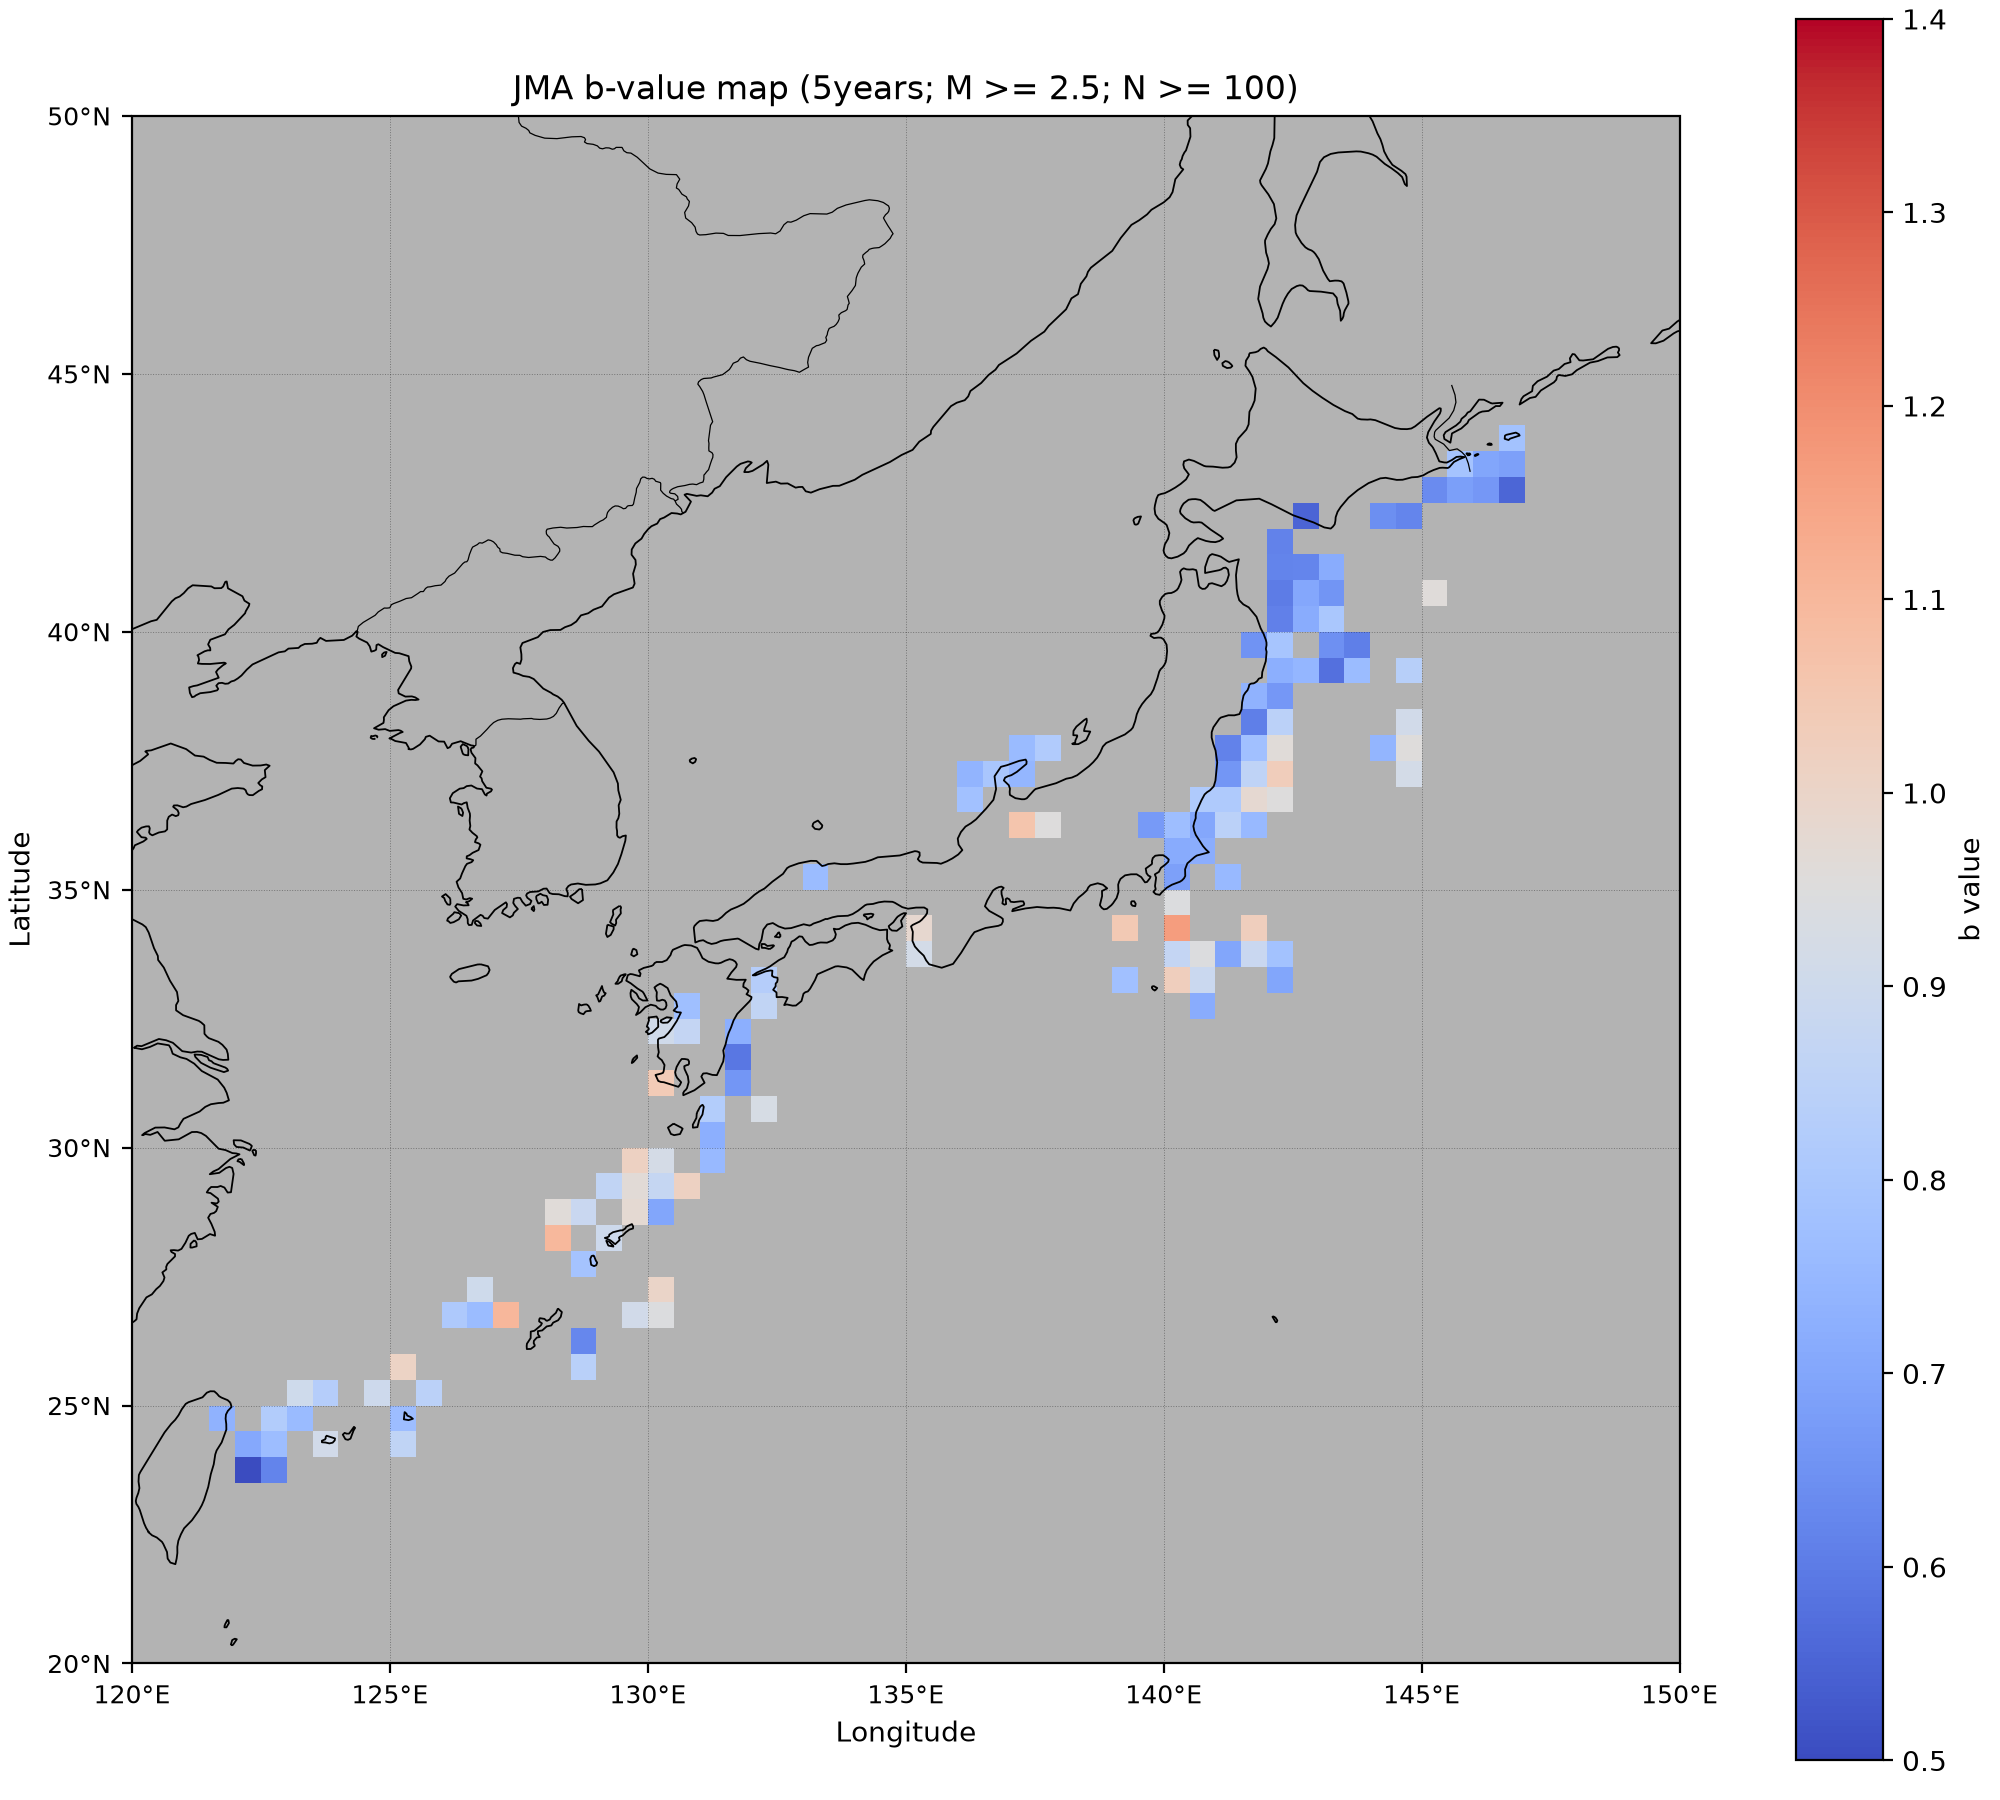 JMA b-value map (5years; M >= 2.5; N >= 100)
50°N
45°N
40°N
35°N
30°N
25°N
20°N
Latitude
120°E 125°E 130°E 135°E 140°E 145°E 150°E
Longitude
1.4
1.3
1.2
1.1
1.0
0.9
0.8
0.7
0.6
0.5
b value